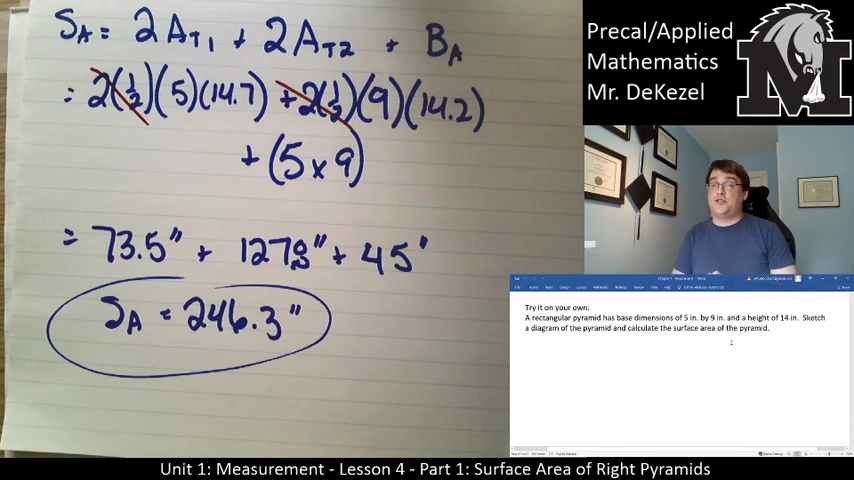 SA = 2AT1 + 2AT2 + BA
= 2(1/2)(5)(14.7) + 2(1/2)(9)(14.2)
+ (5 x 9)
= 73.5" + 127.8" + 45"
SA = 246.3"
Precal/Applied
Mathematics
Mr. DeKezel
M
Try it on your own:
A rectangular pyramid has base dimensions of 5 in. by 9 in. and a height of 14 in. Sketch
a diagram of the pyramid and calculate the surface area of the pyramid.
Unit 1: Measurement - Lesson 4 - Part 1: Surface Area of Right Pyramids